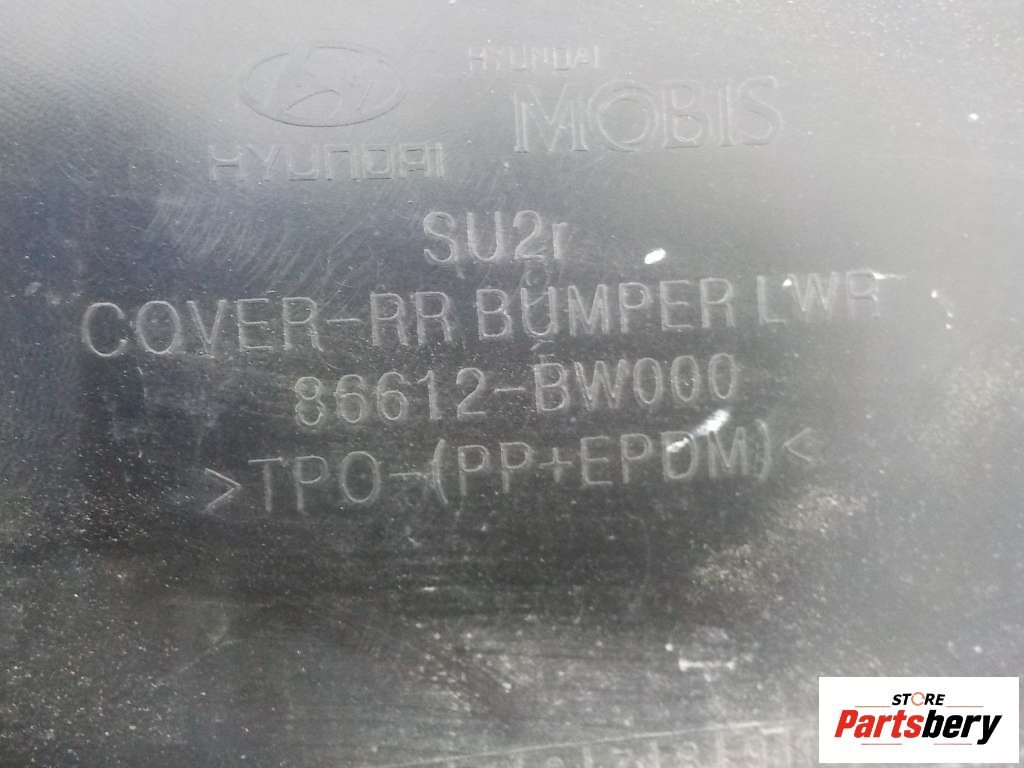 HYUNDAI
HYUNDAI
MOBIS
SU2r
COVER-RR BUMPER LWR
86612-BW000
>TPO-(PP+EPDM)<
STORE
Partsbery